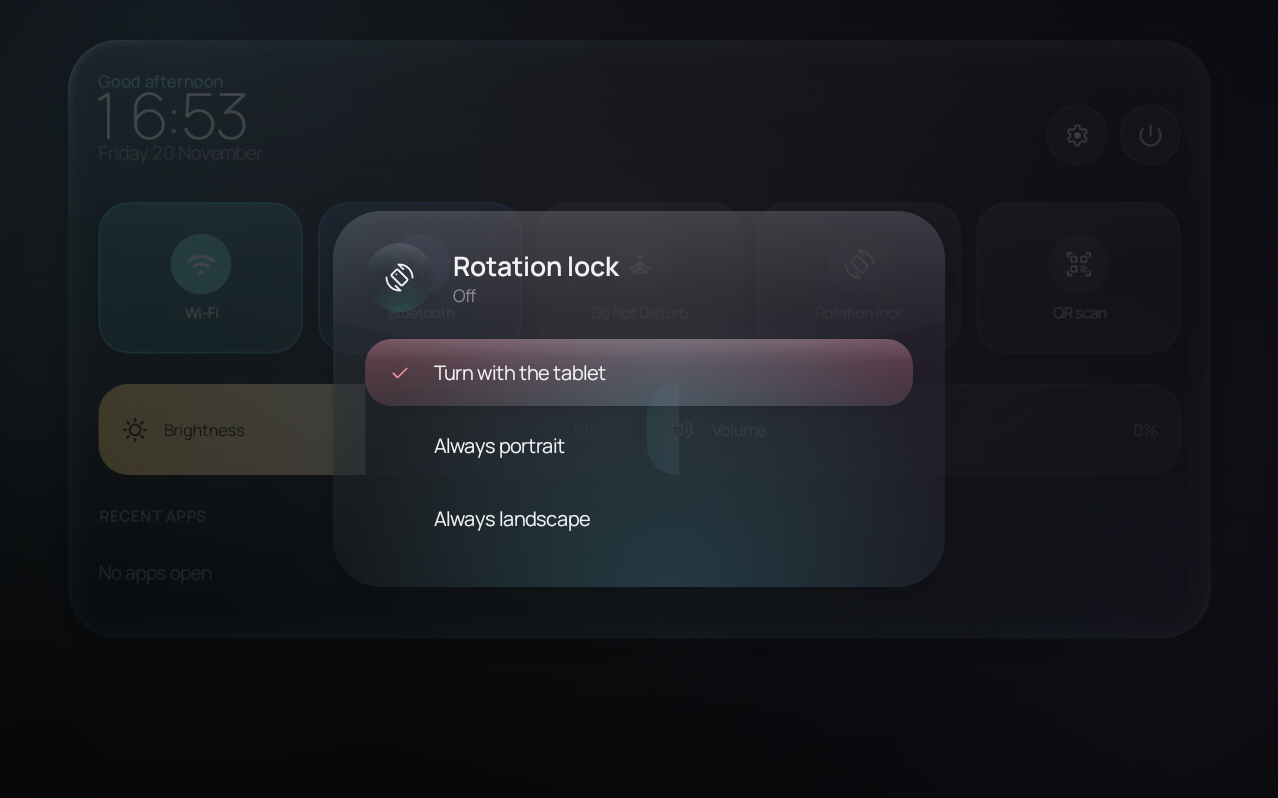 Good afternoon
16:53
Friday 20 November
Rotation lock
Off
Wi-Fi
Bluetooth
Do Not Disturb
Rotation lock
QR scan
Turn with the tablet
Brightness
50%
Volume
0%
Always portrait
RECENT APPS
Always landscape
No apps open